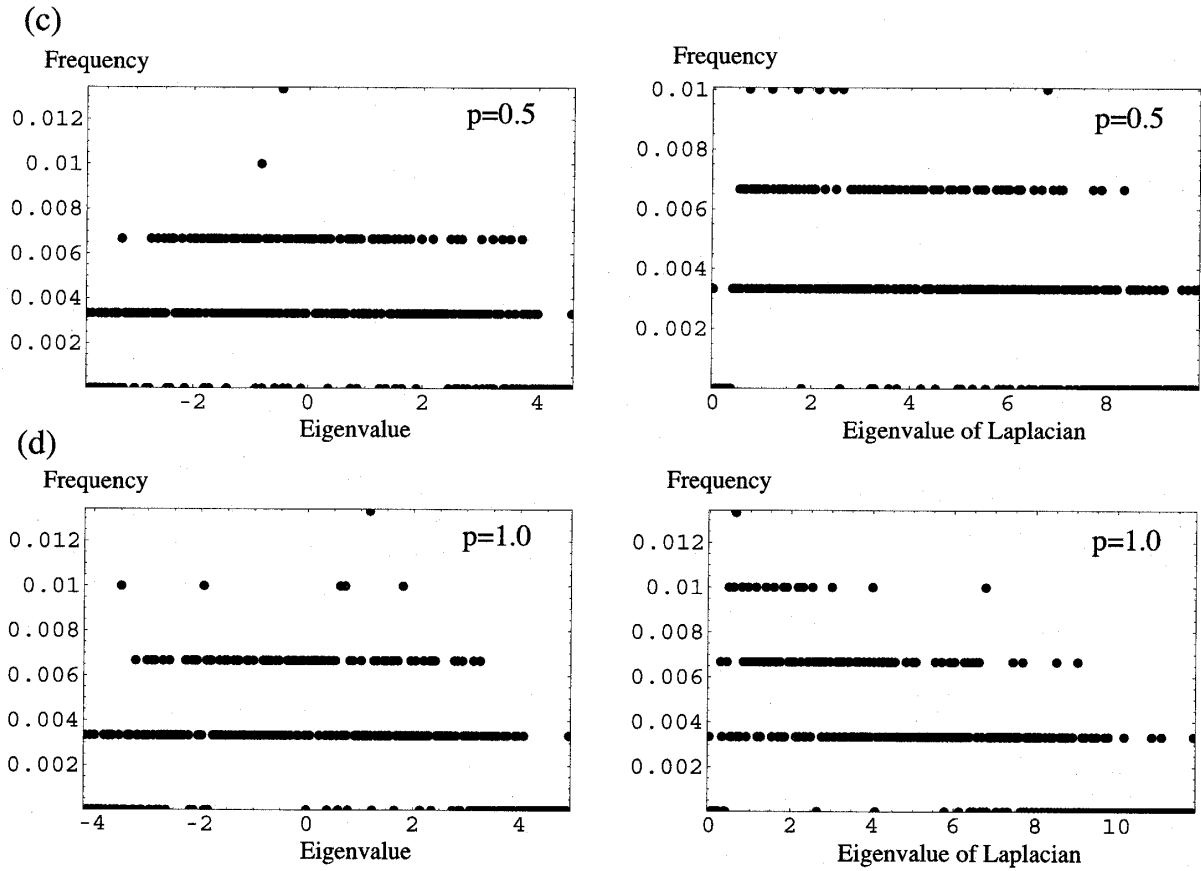 (c)
Frequency
Frequency
p=0.5
p=0.5
0.012
0.01
0.008
0.006
0.004
0.002
0.01
0.008
0.006
0.004
0.002
-2 0 2 4
0 2 4 6 8
Eigenvalue
Eigenvalue of Laplacian
(d)
Frequency
Frequency
p=1.0
p=1.0
0.012
0.01
0.008
0.006
0.004
0.002
0.012
0.01
0.008
0.006
0.004
0.002
-4 -2 0 2 4
0 2 4 6 8 10
Eigenvalue
Eigenvalue of Laplacian